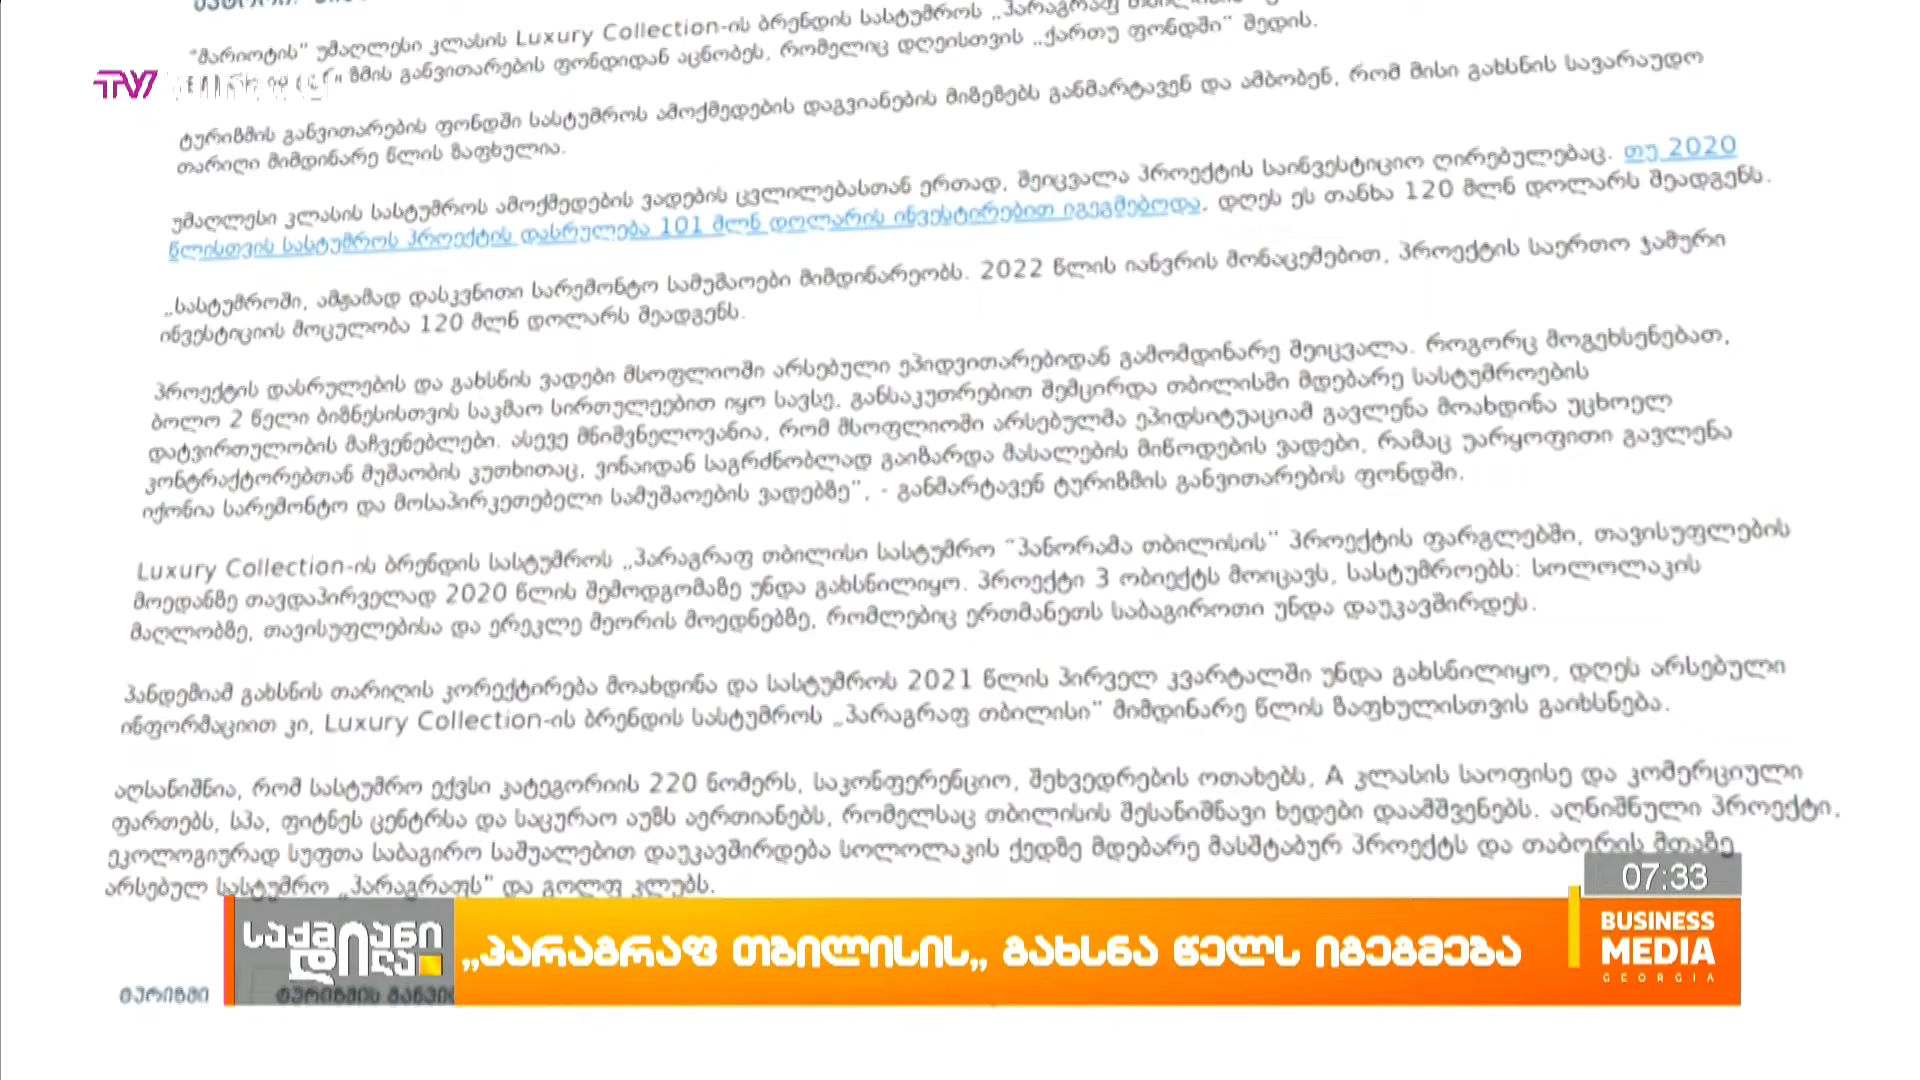 "მარიოტის" უმაღლესი კლასის Luxury Collection-ის ბრენდის სასტუმროს „პარაგრაფ
ზმის განვითარების ფონდიდან აცნობეს, რომელიც დღეისთვის „ქართუ ფონდში" შედის.
TV7
ტურიზმის განვითარების ფონდში სასტუმროს ამოქმედების დაგვიანების მიზეზებს განმარტავენ და ამბობენ, რომ მისი გახსნის სავარაუდო
თარიღი მიმდინარე წლის ზაფხულია.
უმაღლესი კლასის სასტუმროს ამოქმედების ვადების ცვლილებასთან ერთად, შეიცვალა პროექტის საინვესტიციო ღირებულებაც. თუ 2020
წლისთვის სასტუმროს პროექტის დასრულება 101 მლნ დოლარის ინვესტირებით იგეგმებოდა, დღეს ეს თანხა 120 მლნ დოლარს შეადგენს.
„სასტუმროში, ამჟამად დასკვნითი სარემონტო სამუშაოები მიმდინარეობს. 2022 წლის იანვრის მონაცემებით, პროექტის საერთო ჯამური
ინვესტიციის მოცულობა 120 მლნ დოლარს შეადგენს.
პროექტის დასრულების და გახსნის ვადები მსოფლიოში არსებული ეპიდვითარებიდან გამომდინარე შეიცვალა. როგორც მოგეხსენებათ,
ბოლო 2 წელი ბიზნესისთვის საკმაო სირთულეებით იყო სავსე, განსაკუთრებით შემცირდა თბილისში მდებარე სასტუმროების
დატვირთულობის მაჩვენებლები. ასევე მნიშვნელოვანია, რომ მსოფლიოში არსებულმა ეპიდსიტუაციამ გავლენა მოახდინა უცხოელ
კონტრაქტორებთან მუშაობის კუთხითაც, ვინაიდან საგრძნობლად გაიზარდა მასალების მიწოდების ვადები, რამაც უარყოფითი გავლენა
იქონია სარემონტო და მოსაპირკეთებელი სამუშაოების ვადებზე", - განმარტავენ ტურიზმის განვითარების ფონდში.
Luxury Collection-ის ბრენდის სასტუმროს „პარაგრაფ თბილისი სასტუმრო "პანორამა თბილისის" პროექტის ფარგლებში, თავისუფლების
მოედანზე თავდაპირველად 2020 წლის შემოდგომაზე უნდა გახსნილიყო. პროექტი 3 ობიექტს მოიცავს, სასტუმროებს: სოლოლაკის
მაღლობზე, თავისუფლებისა და ერეკლე მეორის მოედნებზე, რომლებიც ერთმანეთს საბაგიროთი უნდა დაუკავშირდეს.
პანდემიამ გახსნის თარიღის კორექტირება მოახდინა და სასტუმროს 2021 წლის პირველ კვარტალში უნდა გახსნილიყო, დღეს არსებული
ინფორმაციით კი, Luxury Collection-ის ბრენდის სასტუმროს „პარაგრაფ თბილისი" მიმდინარე წლის ზაფხულისთვის გაიხსნება.
აღსანიშნია, რომ სასტუმრო ექვსი კატეგორიის 220 ნომერს, საკონფერენციო, შეხვედრების ოთახებს, A კლასის საოფისე და კომერციული
ფართებს, სპა, ფიტნეს ცენტრსა და საცურაო აუზს აერთიანებს, რომელსაც თბილისის შესანიშნავი ხედები დაამშვენებს. აღნიშნული პროექტი,
ეკოლოგიურად სუფთა საბაგირო საშუალებით დაუკავშირდება სოლოლაკის ქედზე მდებარე მასშტაბურ პროექტს და თაბორის მთაზე
არსებულ სასტუმრო „პარაგრაფს" და გოლფ კლუბს.
07:33
საქმიანი
დილა
„პარაგრაფ თბილისის„ გახსნა წელს იგეგმება
BUSINESS
MEDIA
GEORGIA
ტურიზმი
ტურიზმის განვი